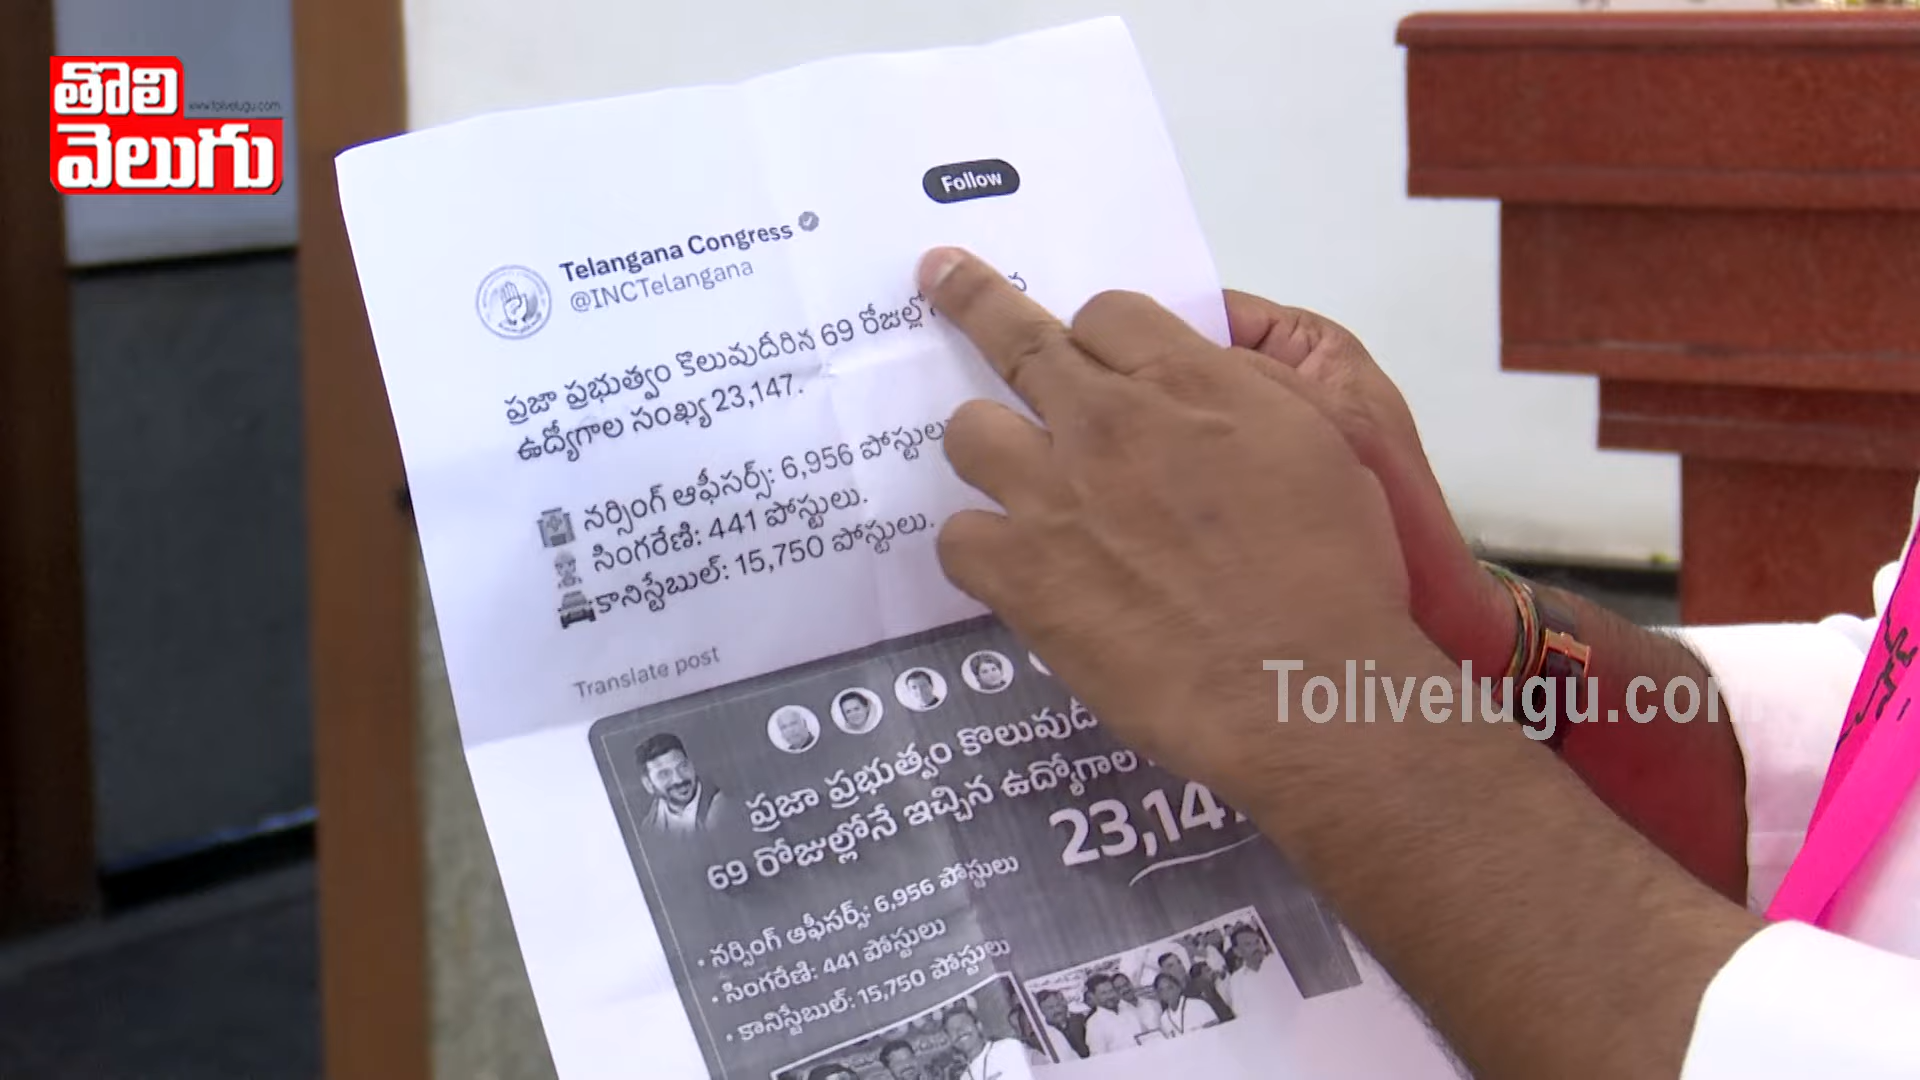 తొలి
www.tolivelugu.com
వెలుగు
Follow
Telangana Congress
@INCTelangana
ప్రజా ప్రభుత్వం కొలువుదీరిన 69 రోజుల్లో
ఉద్యోగాల సంఖ్య 23,147.
నర్సింగ్ ఆఫీసర్స్: 6,956 పోస్టులు
సింగరేణి: 441 పోస్టులు.
కానిస్టేబుల్: 15,750 పోస్టులు.
Translate post
Tolivelugu.com
ప్రజా ప్రభుత్వం
69 రోజుల్లోనే ఇచ్చిన ఉద్యోగాల
23,147
• నర్సింగ్ ఆఫీసర్స్: 6,956 పోస్టులు
• సింగరేణి: 441 పోస్టులు
• కానిస్టేబుల్: 15,750 పోస్టులు